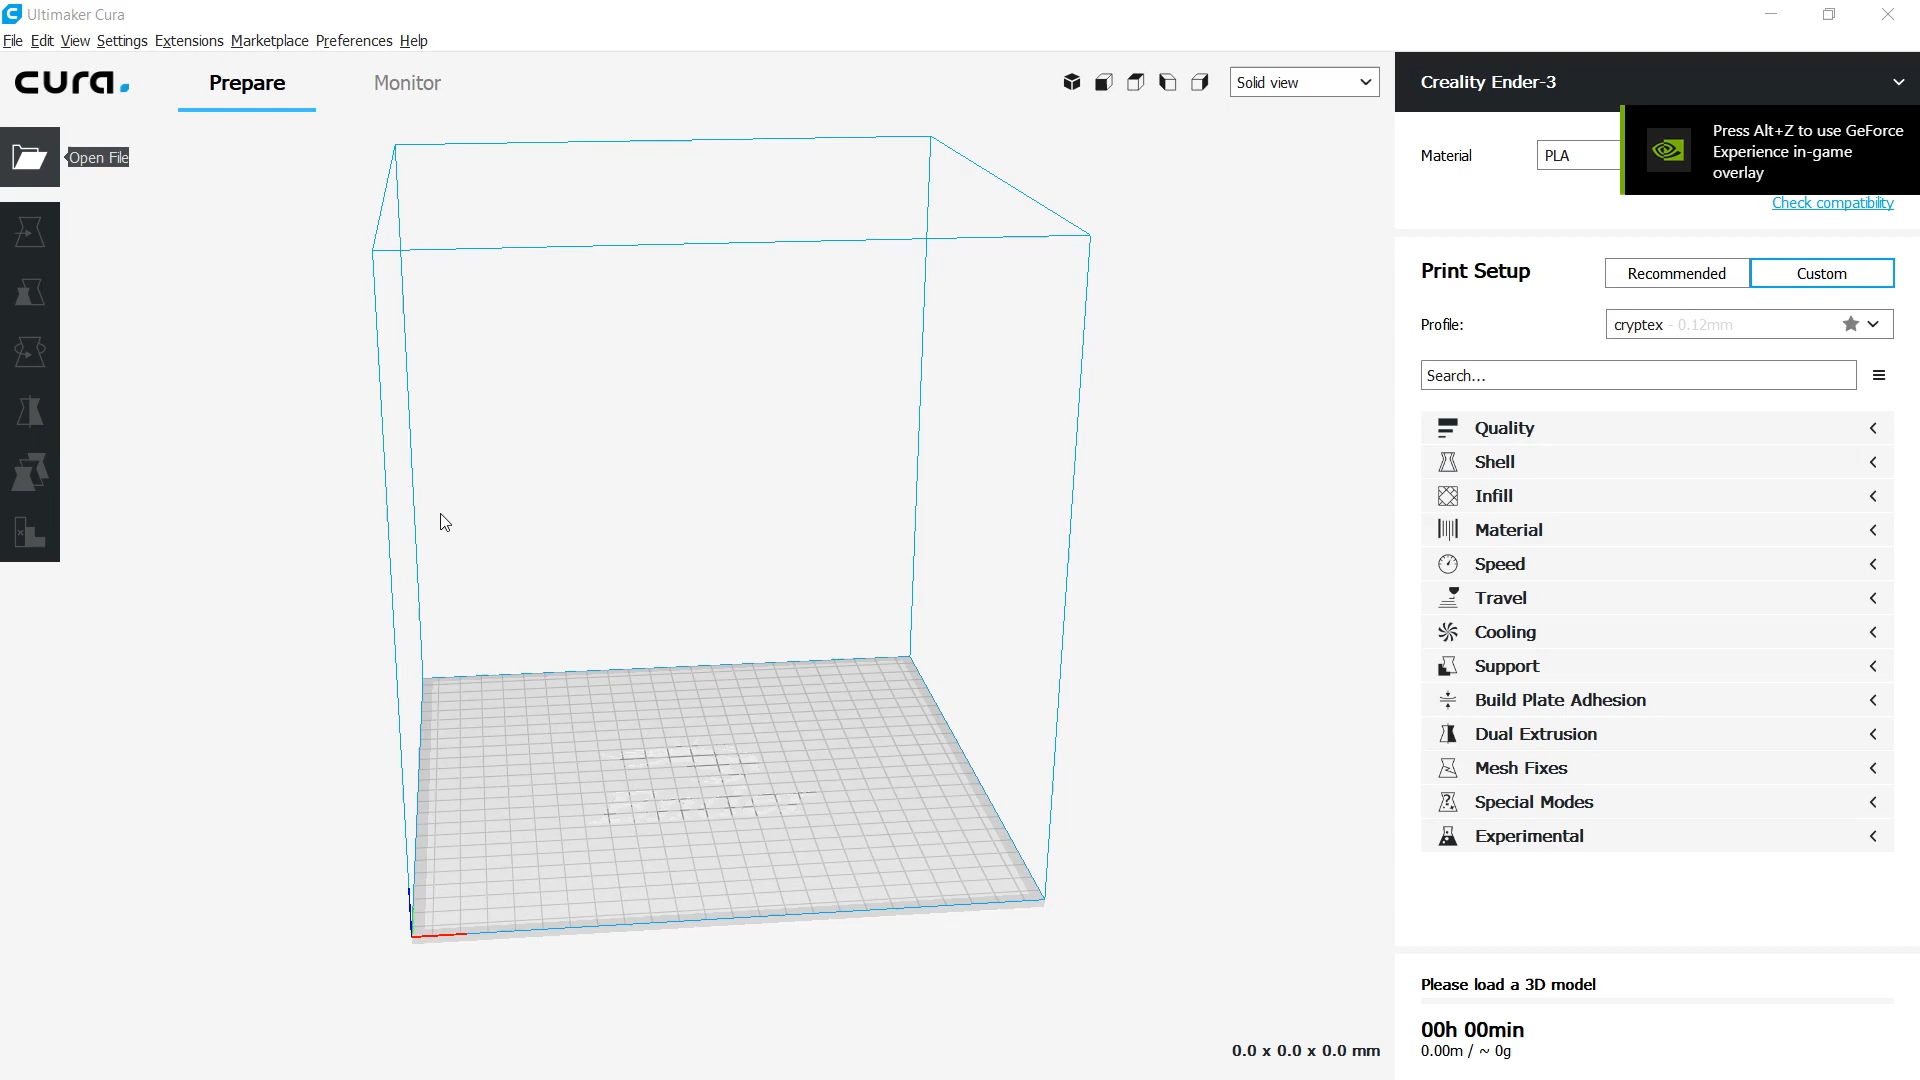 Ultimaker Cura
File Edit View Settings Extensions Marketplace Preferences Help
cura. Prepare Monitor
Solid view
Creality Ender-3
Open File
Material PLA
Press Alt+Z to use GeForce
Experience in-game
overlay
Check compatibility
Print Setup Recommended Custom
Profile: cryptex - 0.12mm
Search...
Quality
Shell
Infill
Material
Speed
Travel
Cooling
Support
Build Plate Adhesion
Dual Extrusion
Mesh Fixes
Special Modes
Experimental
Please load a 3D model
00h 00min
0.00m / ~ 0g
0.0 x 0.0 x 0.0 mm